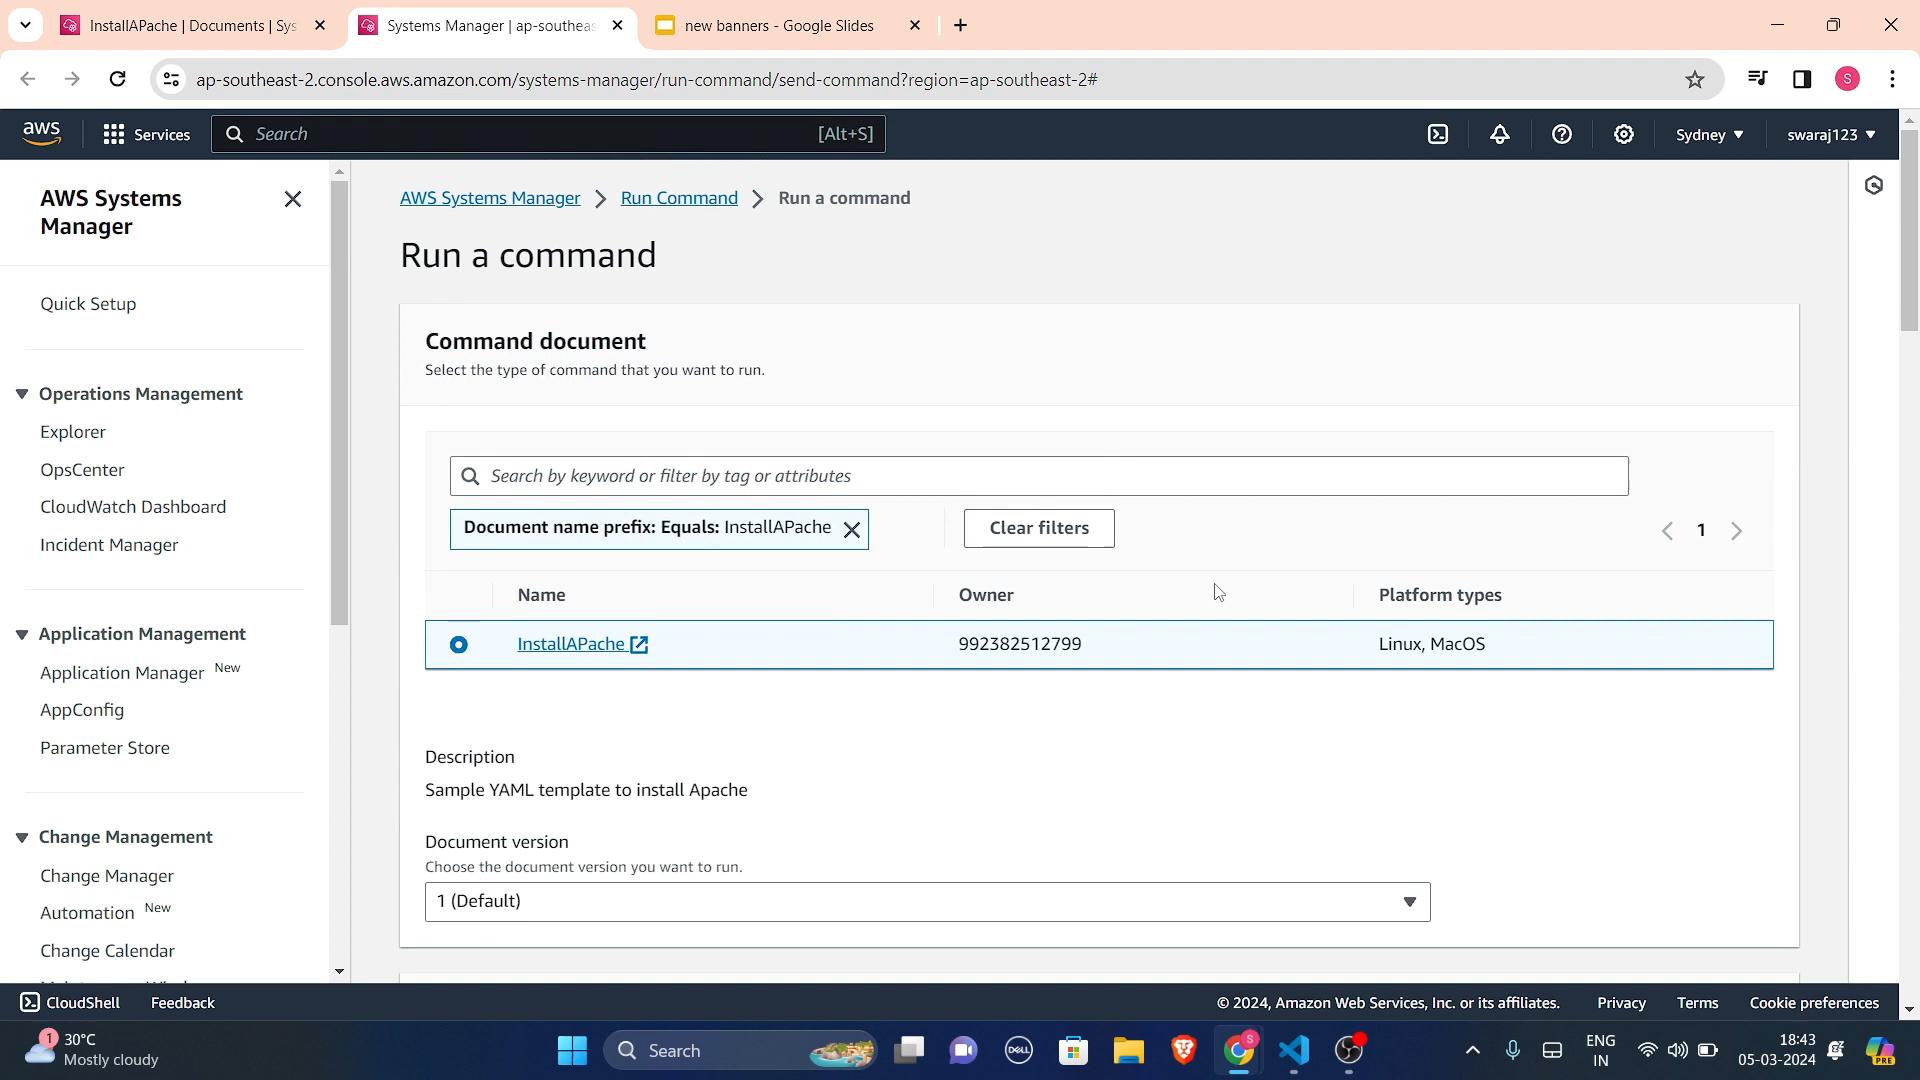 InstallAPache | Documents | Sys
Systems Manager | ap-southeas
new banners - Google Slides
ap-southeast-2.console.aws.amazon.com/systems-manager/run-command/send-command?region=ap-southeast-2#
S
aws
Services
Search
[Alt+S]
Sydney
swaraj123
AWS Systems
Manager
Quick Setup
Operations Management
Explorer
OpsCenter
CloudWatch Dashboard
Incident Manager
Application Management
Application Manager New
AppConfig
Parameter Store
Change Management
Change Manager
Automation New
Change Calendar
AWS Systems Manager
Run Command
Run a command
Run a command
Command document
Select the type of command that you want to run.
Search by keyword or filter by tag or attributes
Document name prefix: Equals: InstallAPache
Clear filters
1
Name
Owner
Platform types
InstallAPache
992382512799
Linux, MacOS
Description
Sample YAML template to install Apache
Document version
Choose the document version you want to run.
1 (Default)
CloudShell
Feedback
© 2024, Amazon Web Services, Inc. or its affiliates.
Privacy
Terms
Cookie preferences
1
30°C
Mostly cloudy
Search
DELL
S
ENG
IN
18:43
05-03-2024
PRE